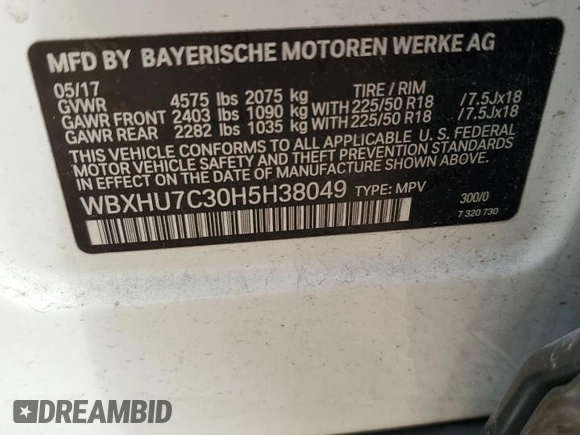 MFD BY BAYERISCHE MOTOREN WERKE AG
05/17 TIRE / RIM
GVWR 4575 lbs 2075 kg
GAWR FRONT 2403 lbs 1090 kg WITH 225/50 R18 /7.5Jx18
GAWR REAR 2282 lbs 1035 kg WITH 225/50 R18 /7.5Jx18
THIS VEHICLE CONFORMS TO ALL APPLICABLE U.S. FEDERAL
MOTOR VEHICLE SAFETY AND THEFT PREVENTION STANDARDS
IN EFFECT ON THE DATE OF MANUFACTURE SHOWN ABOVE.
WBXHU7C30H5H38049 TYPE: MPV 300/0
7 320 730
DREAMBID